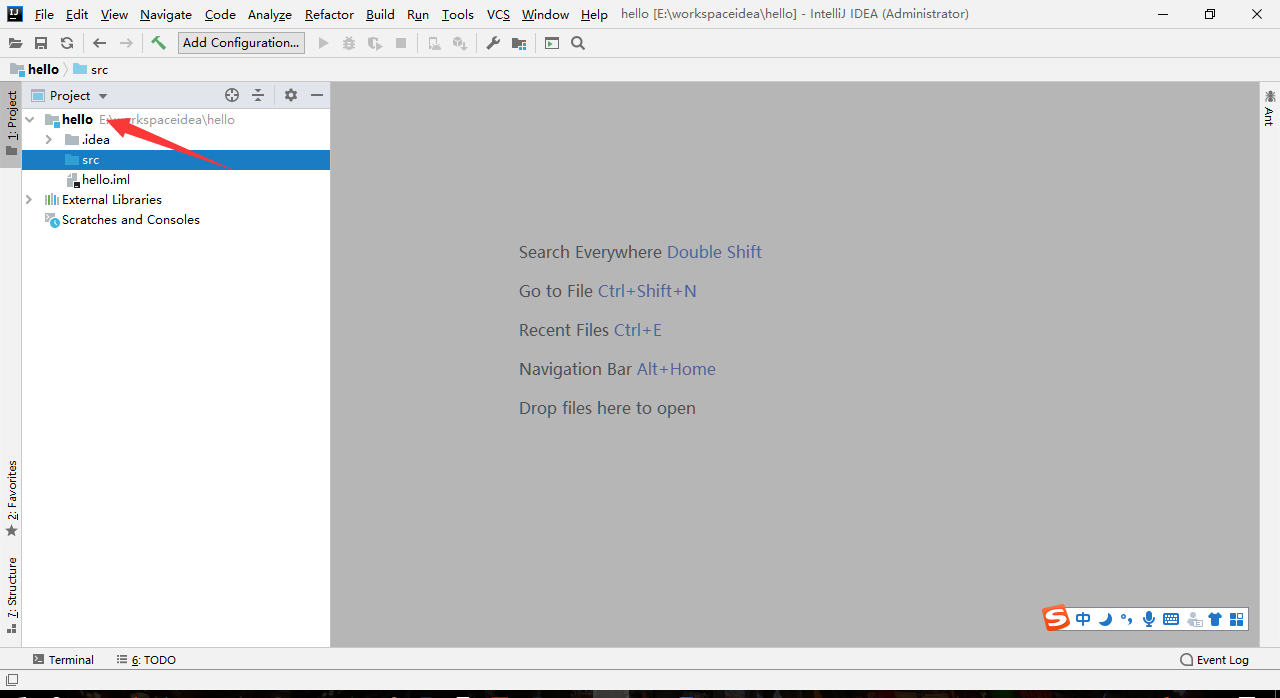 File Edit View Navigate Code Analyze Refactor Build Run Tools VCS Window Help hello [E:\workspaceidea\hello] - IntelliJ IDEA (Administrator)
Add Configuration...
hello src
1: Project
Project
hello E:\workspaceidea\hello
.idea
src
hello.iml
External Libraries
Scratches and Consoles
Search Everywhere Double Shift
Go to File Ctrl+Shift+N
Recent Files Ctrl+E
Navigation Bar Alt+Home
Drop files here to open
Ant
2: Favorites
7: Structure
中
Terminal 6: TODO Event Log